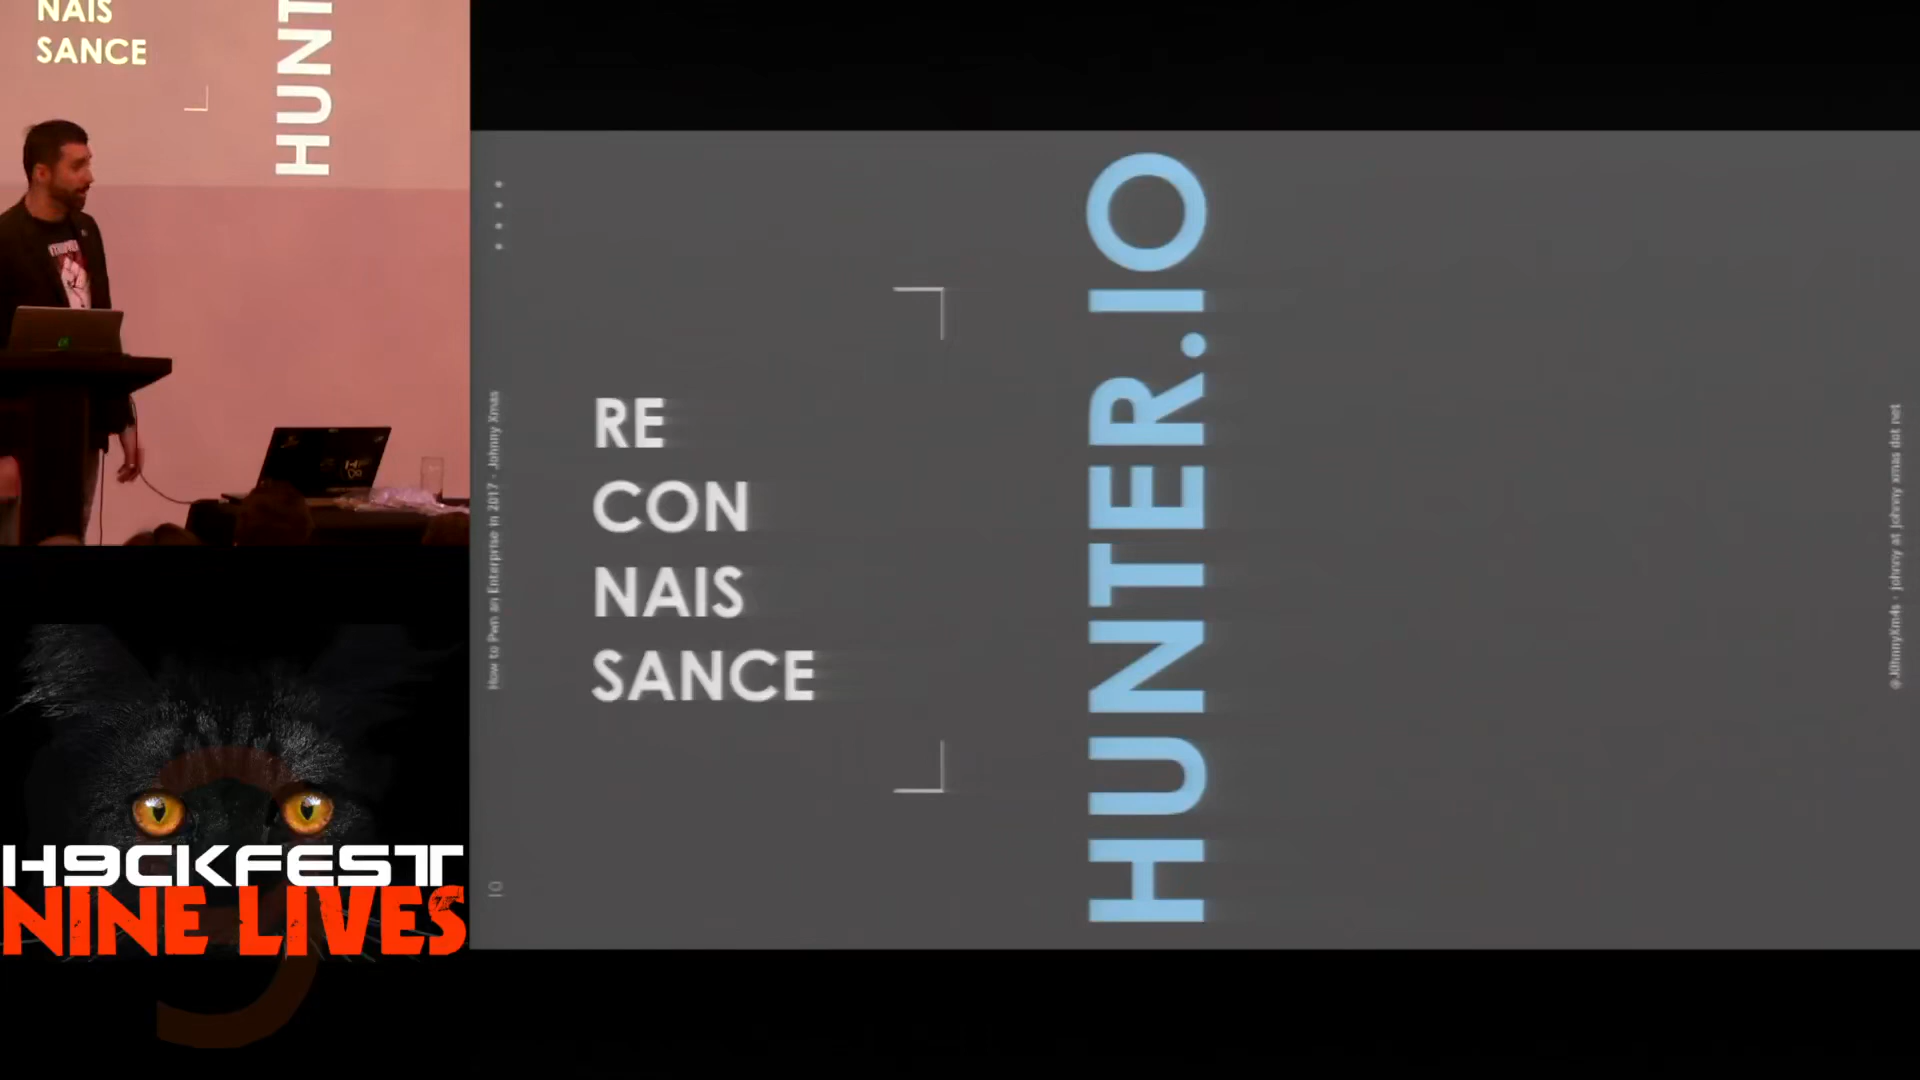 NAIS
SANCE
HUNT
How to Pwn an Enterprise in 2017 - Johnny Xmas
RE
CON
NAIS
SANCE
HUNTER.IO
@J0hnnyXm4s - johnny at johnny xmas dot net
10
H9CKFEST
NINE LIVES